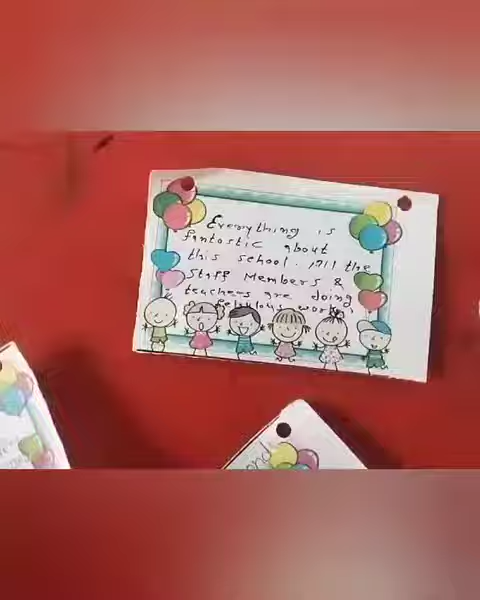 Everything is
fantastic about
this school. All the
Staff Members &
teachers are doing
fabulous work.